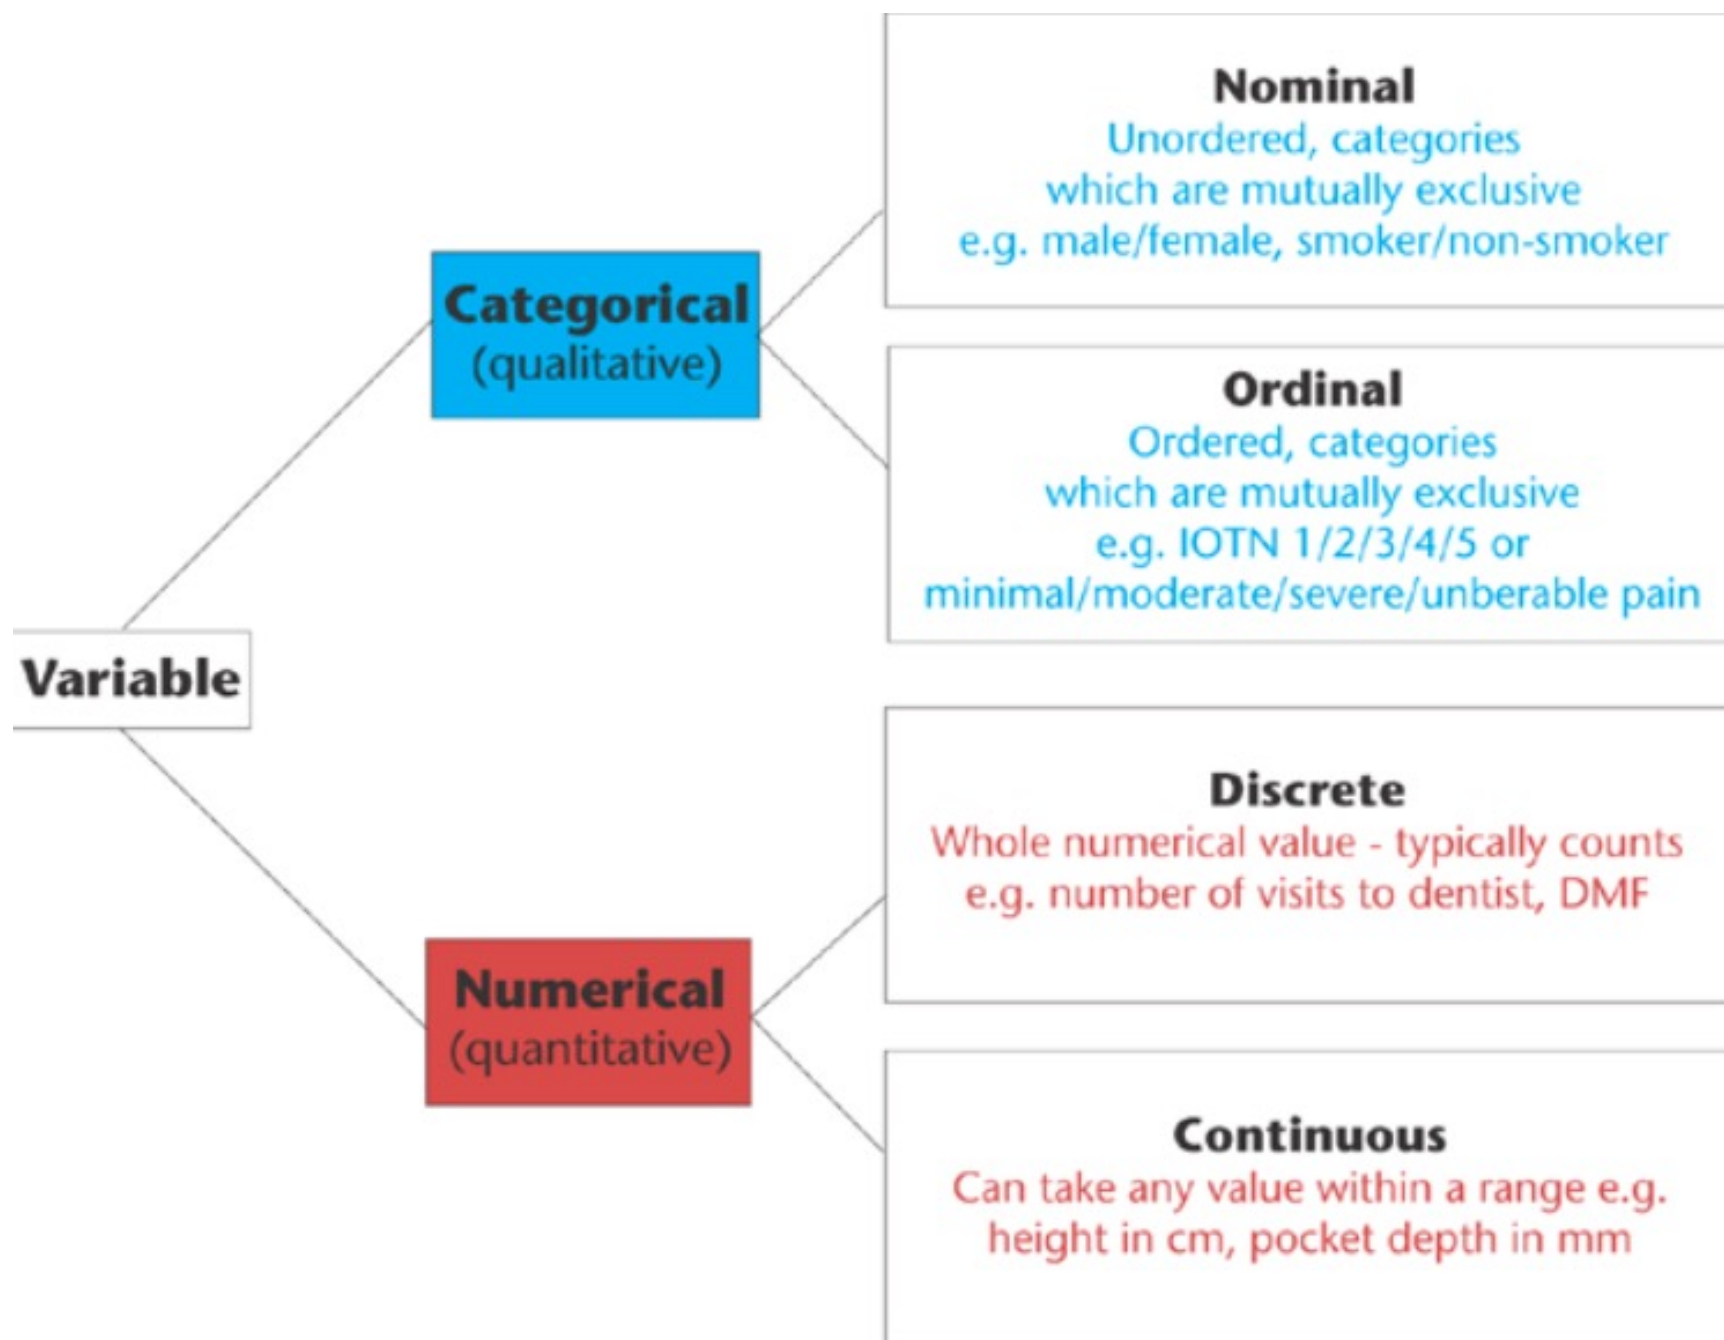 Variable
Categorical
(qualitative)
Nominal
Unordered, categories
which are mutually exclusive
e.g. male/female, smoker/non-smoker
Ordinal
Ordered, categories
which are mutually exclusive
e.g. IOTN 1/2/3/4/5 or
minimal/moderate/severe/unberable pain
Numerical
(quantitative)
Discrete
Whole numerical value - typically counts
e.g. number of visits to dentist, DMF
Continuous
Can take any value within a range e.g.
height in cm, pocket depth in mm